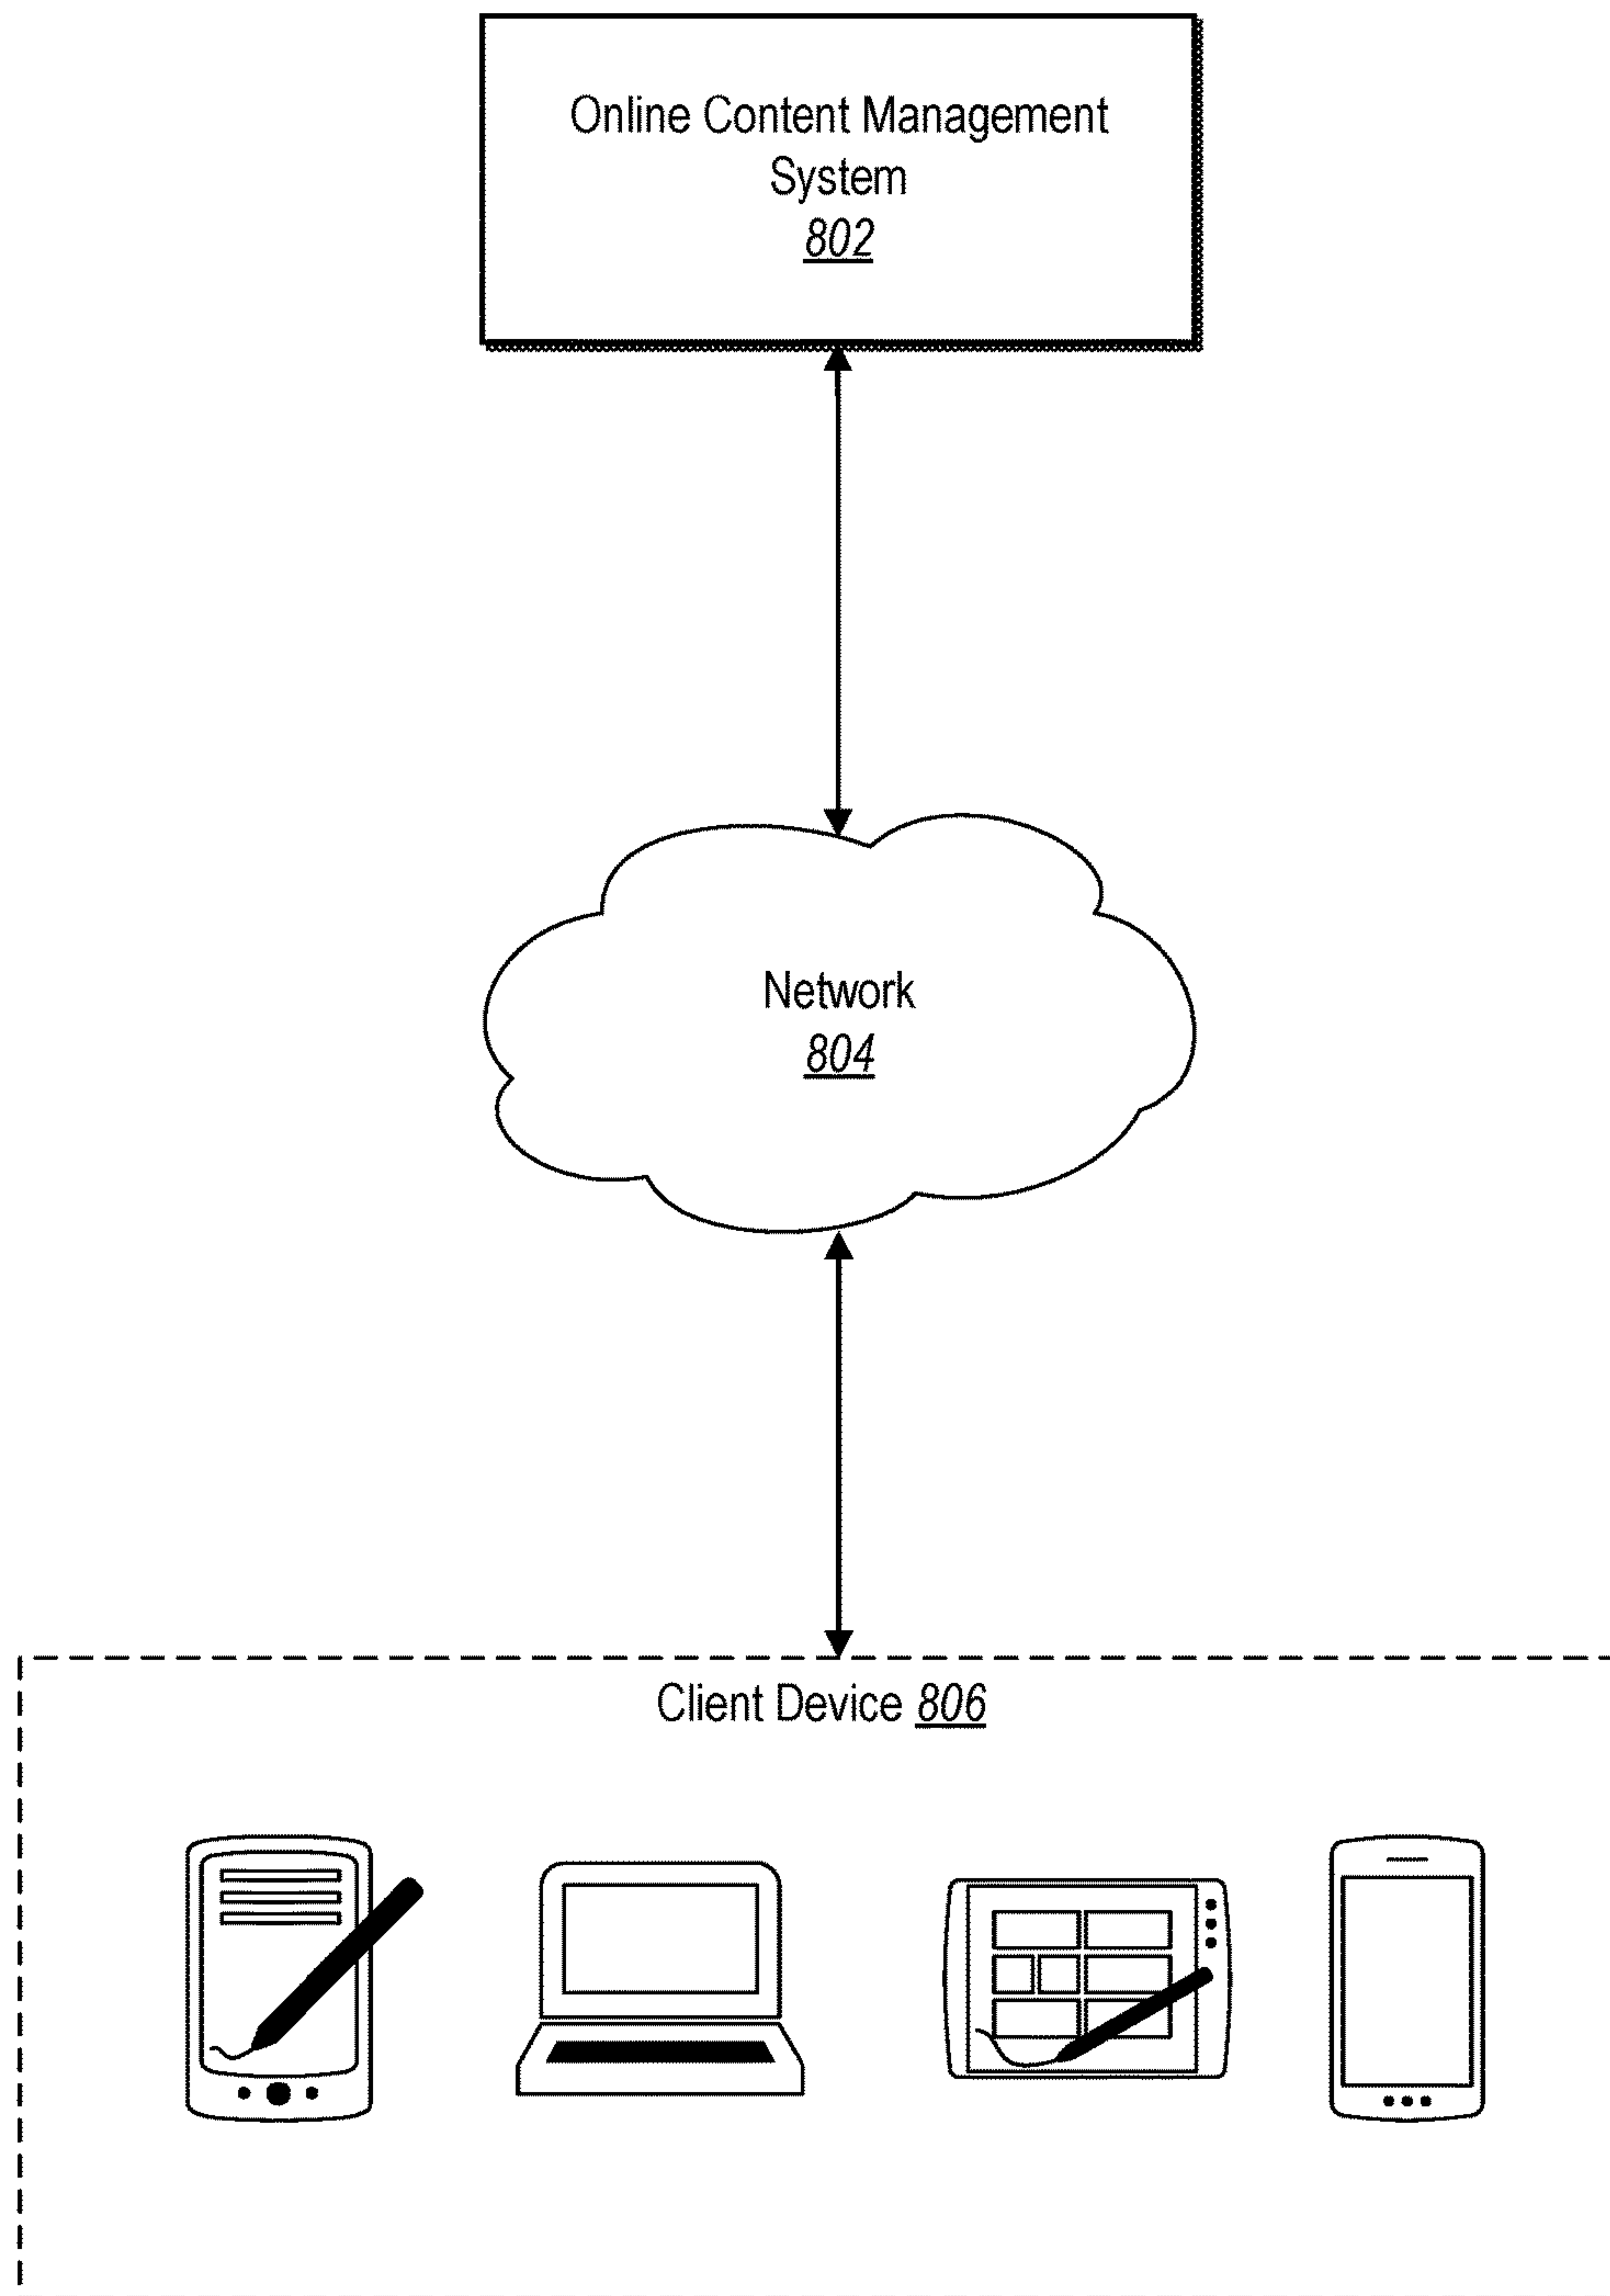 Online Content Management
System
802
Network
804
Client Device 806